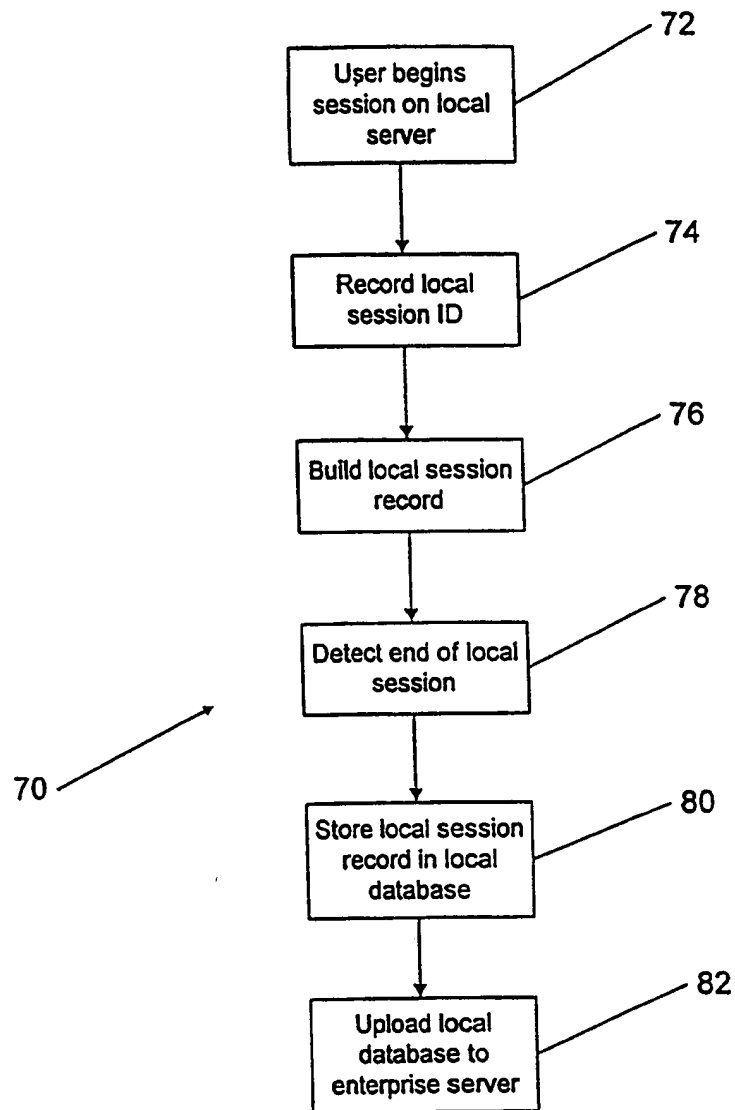 72
User begins
session on local
server
74
Record local
session ID
76
Build local session
record
78
Detect end of local
session
70
80
Store local session
record in local
database
82
Upload local
database to
enterprise server